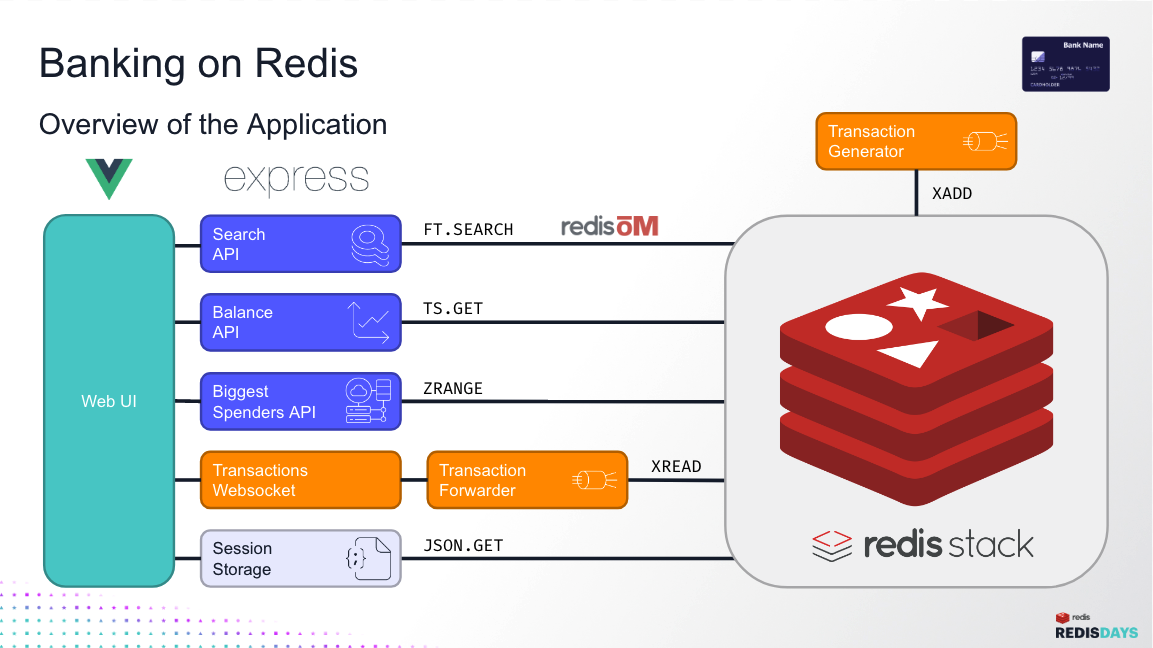 Banking on Redis
Bank Name
Overview of the Application
Transaction
Generator
express
XADD
Search
API
FT.SEARCH
redis ōM
Balance
API
TS.GET
Web UI
Biggest
Spenders API
ZRANGE
Transactions
Websocket
Transaction
Forwarder
XREAD
Session
Storage
JSON.GET
{;}
redis stack
redis
REDISDAYS